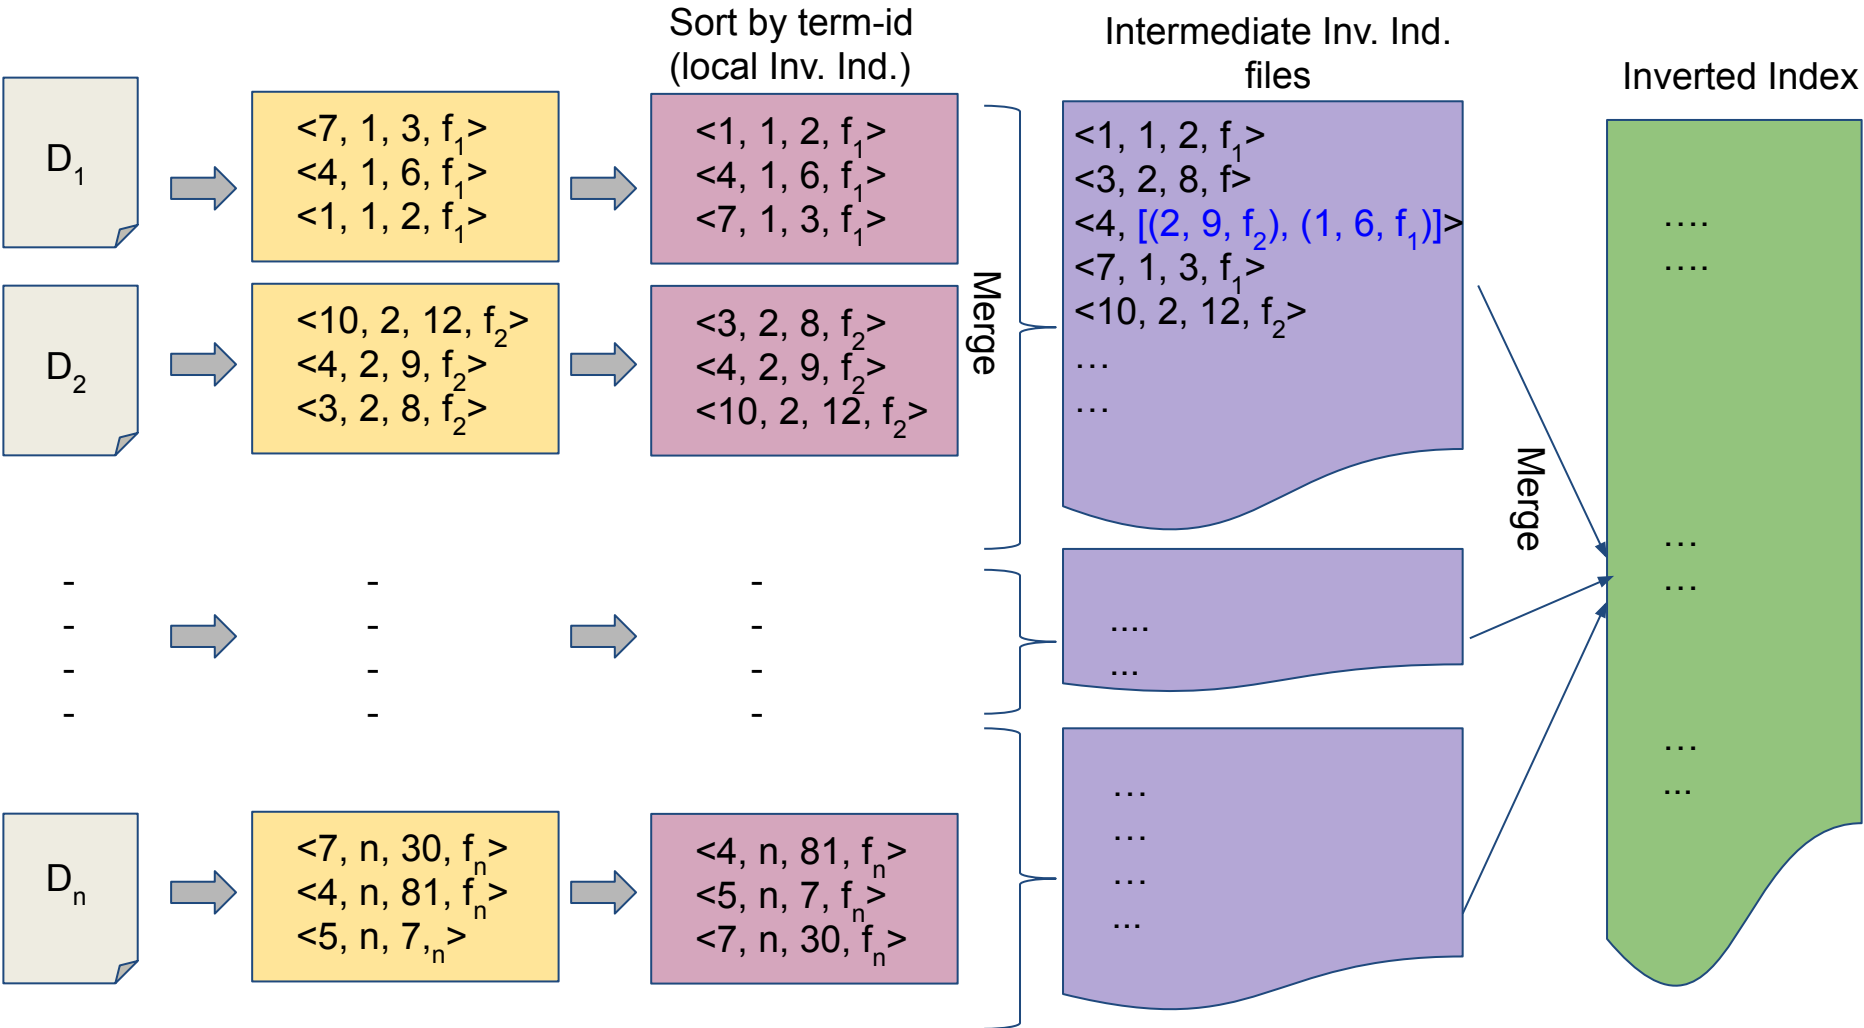 Sort by term-id
(local Inv. Ind.)
Intermediate Inv. Ind.
files
Inverted Index
D1
<7, 1, 3, f1>
<4, 1, 6, f1>
<1, 1, 2, f1>
<1, 1, 2, f1>
<4, 1, 6, f1>
<7, 1, 3, f1>
D2
<10, 2, 12, f2>
<4, 2, 9, f2>
<3, 2, 8, f2>
<3, 2, 8, f2>
<4, 2, 9, f2>
<10, 2, 12, f2>
-
-
-
-
-
-
-
-
-
-
-
-
Dn
<7, n, 30, fn>
<4, n, 81, fn>
<5, n, 7,n>
<4, n, 81, fn>
<5, n, 7, fn>
<7, n, 30, fn>
Merge
<1, 1, 2, f1>
<3, 2, 8, f>
<4, [(2, 9, f2), (1, 6, f1)]>
<7, 1, 3, f1>
<10, 2, 12, f2>
...
...
....
...
...
...
...
...
Merge
....
....
...
...
...
...